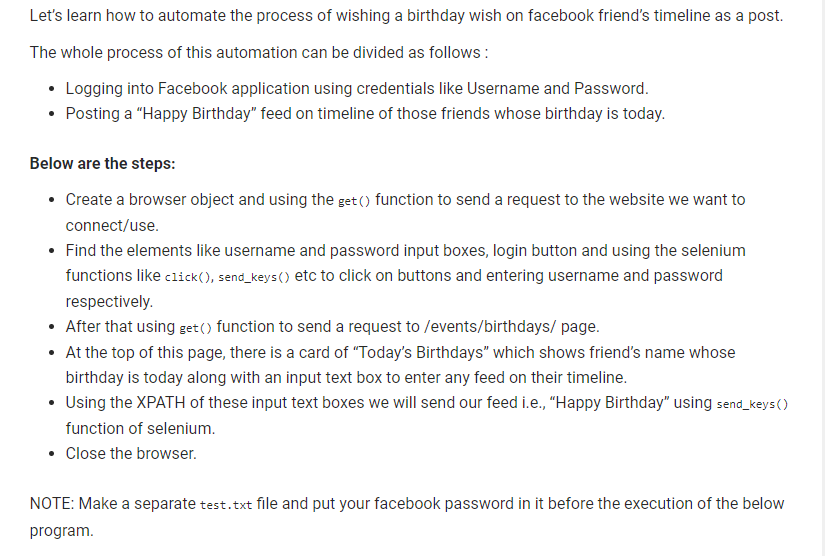 Let's learn how to automate the process of wishing a birthday wish on facebook friend's timeline as a post.
The whole process of this automation can be divided as follows :
• Logging into Facebook application using credentials like Username and Password.
• Posting a “Happy Birthday” feed on timeline of those friends whose birthday is today.
Below are the steps:
• Create a browser object and using the get() function to send a request to the website we want to
connect/use.
• Find the elements like username and password input boxes, login button and using the selenium
functions like click(), send_keys() etc to click on buttons and entering username and password
respectively.
• After that using get() function to send a request to /events/birthdays/ page.
• At the top of this page, there is a card of “Today's Birthdays” which shows friend's name whose
birthday is today along with an input text box to enter any feed on their timeline.
• Using the XPATH of these input text boxes we will send our feed i.e., “Happy Birthday” using send_keys()
function of selenium.
• Close the browser.
NOTE: Make a separate test.txt file and put your facebook password in it before the execution of the below
program.